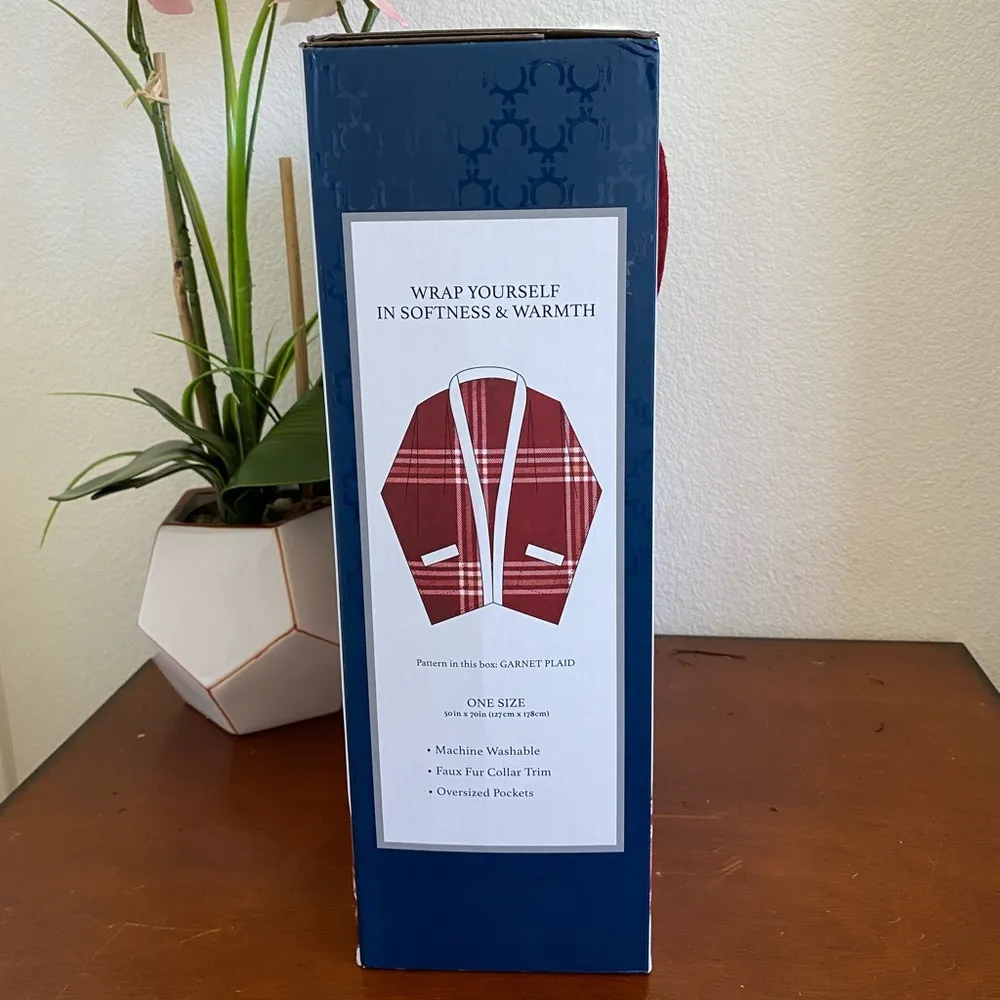 WRAP YOURSELF
IN SOFTNESS & WARMTH
Pattern in this box: GARNET PLAID
ONE SIZE
50in x 70in (127cm x 178cm)
• Machine Washable
• Faux Fur Collar Trim
• Oversized Pockets